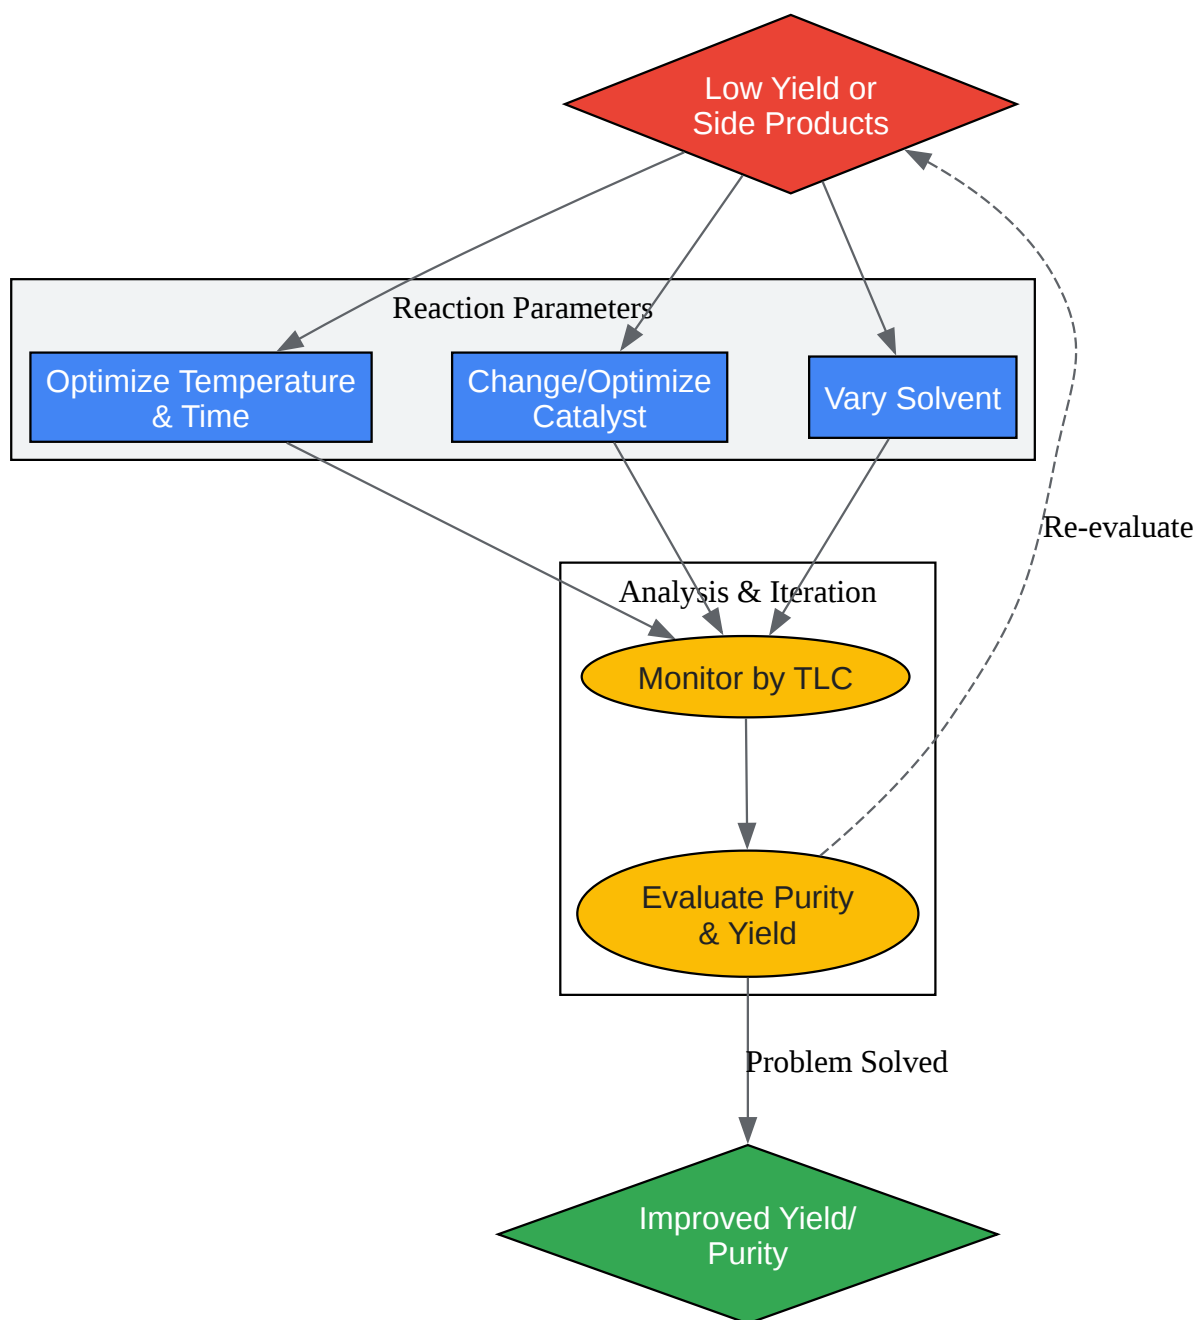 Low Yield or
Side Products
Reaction Parameters
Optimize Temperature
& Time
Change/Optimize
Catalyst
Vary Solvent
Re-evaluate
Analysis & Iteration
Monitor by TLC
Evaluate Purity
& Yield
Problem Solved
Improved Yield/
Purity